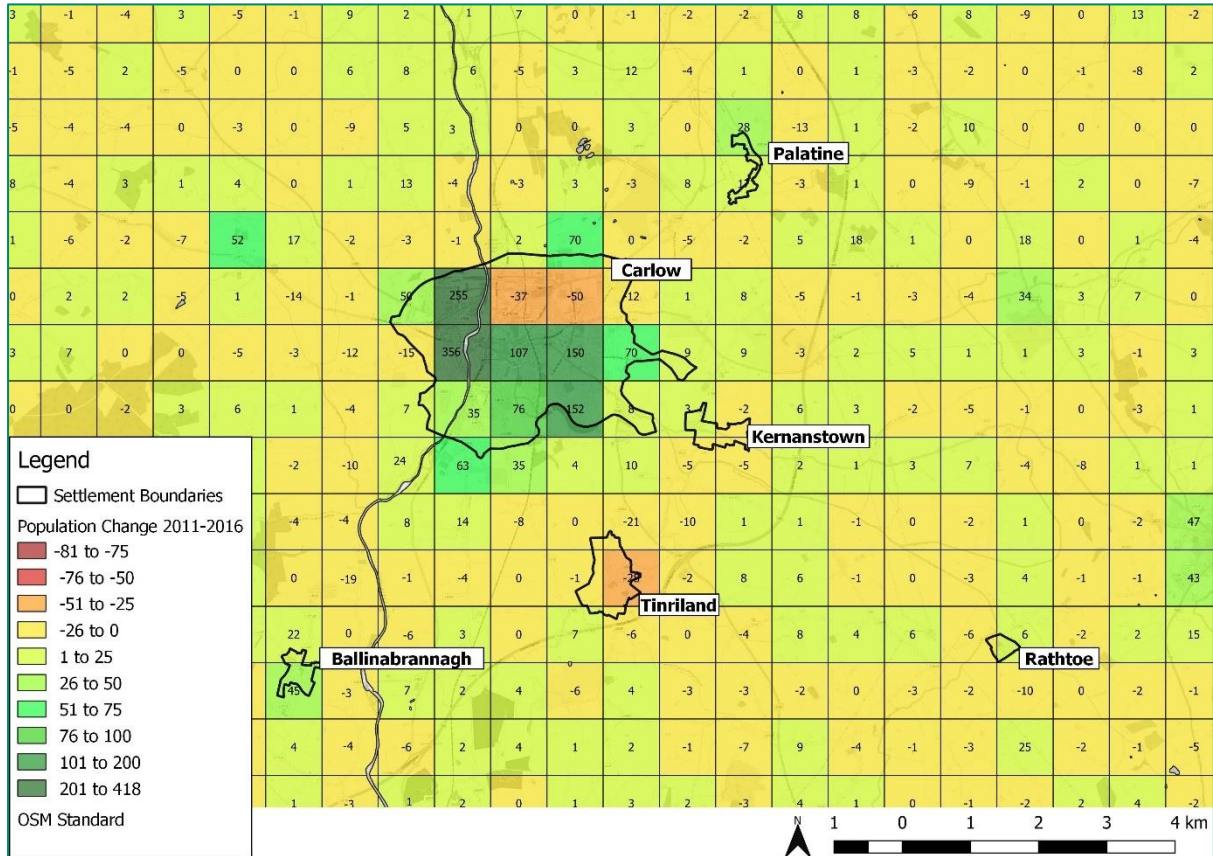 3 -1 -4 3 -5 -1 9 2 1 7 0 -1 -2 -2 8 8 6 8 -9 0 13 -2
-1 -5 2 -5 0 0 6 8 6 -5 3 12 -4 1 0 1 -3 -2 0 -1 -8 2
-5 -4 -4 0 -3 0 -9 5 3 0 0 3 0 28 -13 1 -2 10 0 0 0 0
Palatine
8 -4 3 1 4 0 1 13 -4 -3 3 -3 8 -3 1 0 -9 -1 2 0 -7
1 -6 -2 -7 52 17 -2 -3 -1 2 70 0 -5 -2 5 18 1 0 18 0 1 -4
Carlow
0 2 2 -5 1 -14 -1 50 255 -37 -50 -12 1 8 -5 -1 -3 -4 34 3 7 0
3 7 0 0 -5 -3 -12 -15 356 107 150 70 9 9 -3 2 5 1 1 3 -1 3
0 0 -2 3 6 1 -4 7 35 76 152 8 3 -2 6 3 -2 -5 -1 0 -3 1
Kernanstown
-2 -10 24 63 35 4 10 -5 -5 2 1 3 7 -4 -8 1 1
-4 -4 8 14 -8 0 -21 -10 1 1 -1 0 -2 1 0 -2 47
0 -19 -1 -4 0 -1 -2 8 6 -1 0 -3 4 -1 -1 43
Tinriland
22 0 -6 3 0 7 -6 0 -4 8 4 6 -6 6 -2 2 15
Ballinabrannagh
Rathtoe
45 -3 7 2 4 -6 4 -3 -3 -2 0 -3 -2 -10 0 -2 -1
4 -4 -6 2 4 1 2 -1 -7 9 -4 -1 -3 25 -2 -1 -5
1 -3 1 2 0 -1 2 -2 -3 4 1 0 -1 -2 2 4 -2
Legend
Settlement Boundaries
Population Change 2011-2016
-81 to -75
-76 to -50
-51 to -25
-26 to 0
1 to 25
26 to 50
51 to 75
76 to 100
101 to 200
201 to 418
OSM Standard
N
1 0 1 2 3 4 km